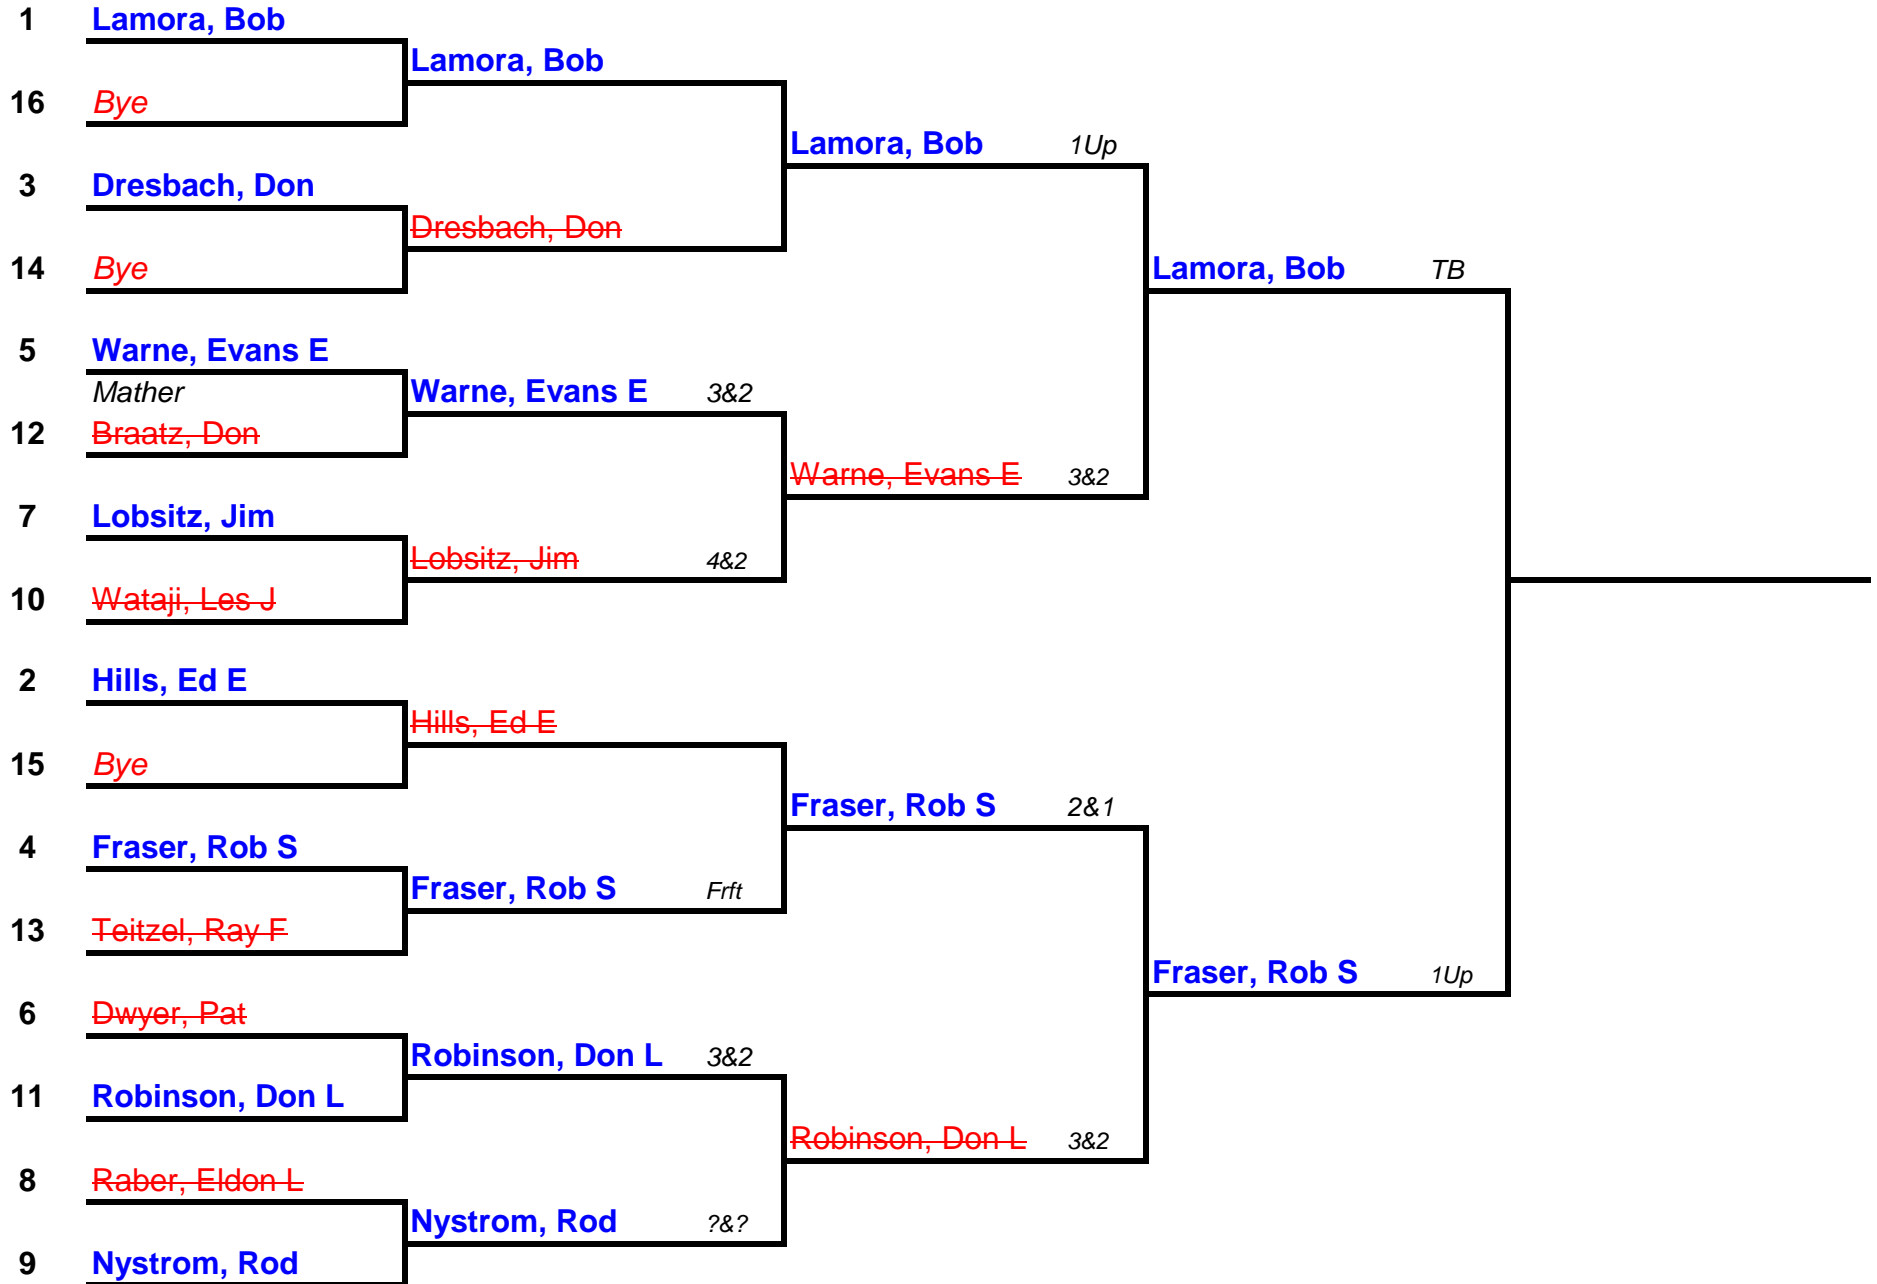 1 Lamora, Bob
Lamora, Bob
16 Bye
Lamora, Bob 1Up
3 Dresbach, Don
Dresbach, Don
14 Bye
Lamora, Bob TB
5 Warne, Evans E
Mather
Warne, Evans E 3&2
12 Braatz, Don
Warne, Evans E 3&2
7 Lobsitz, Jim
Lobsitz, Jim 4&2
10 Wataji, Les J
2 Hills, Ed E
Hills, Ed E
15 Bye
Fraser, Rob S 2&1
4 Fraser, Rob S
Fraser, Rob S Frft
13 Teitzel, Ray F
Fraser, Rob S 1Up
6 Dwyer, Pat
Robinson, Don L 3&2
11 Robinson, Don L
Robinson, Don L 3&2
8 Raber, Eldon L
Nystrom, Rod ?&?
9 Nystrom, Rod